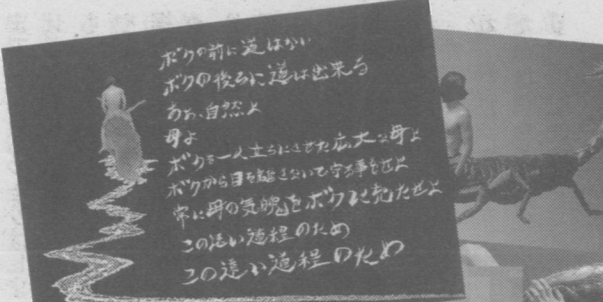 ボクの前に道はない
ボクの後ろに道は出来る
ああ、自然よ
母よ
ボクを一人立ちにさせた広大な母よ
ボクから目を離さないで守る事をせよ
常に母の気魄をボクに充たせよ
この遠い道程のため
この遠い道程のため